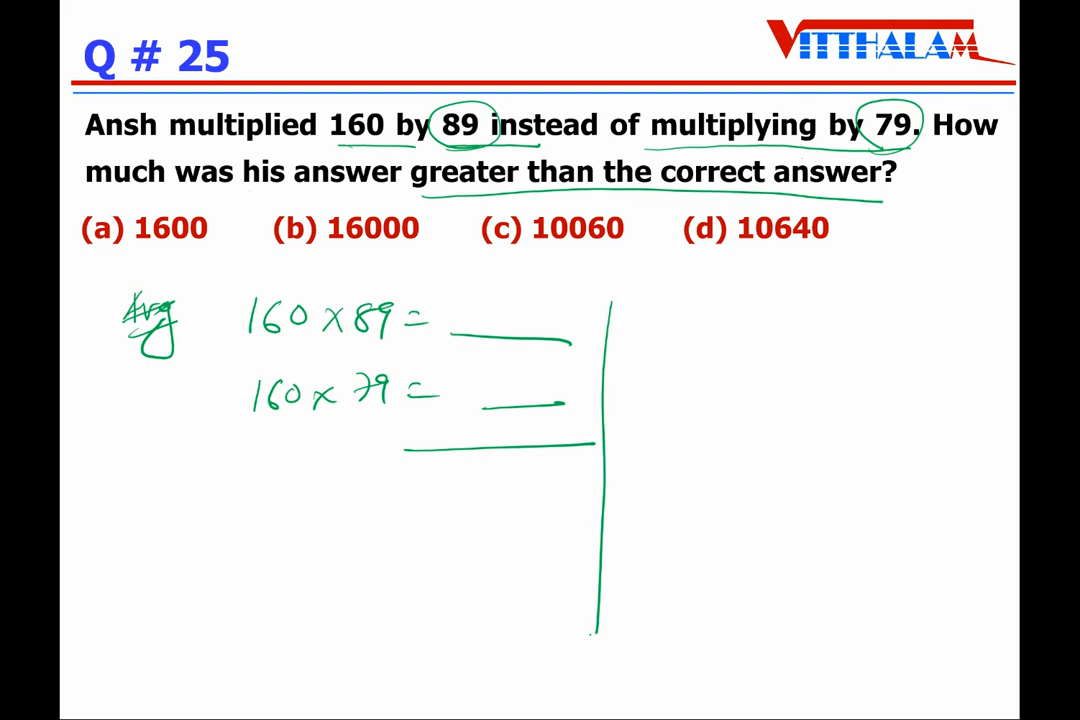 Q # 25
VITTHALAM
Ansh multiplied 160 by 89 instead of multiplying by 79. How
much was his answer greater than the correct answer?
(a) 1600 (b) 16000 (c) 10060 (d) 10640
160 × 89 =
160 × 79 =